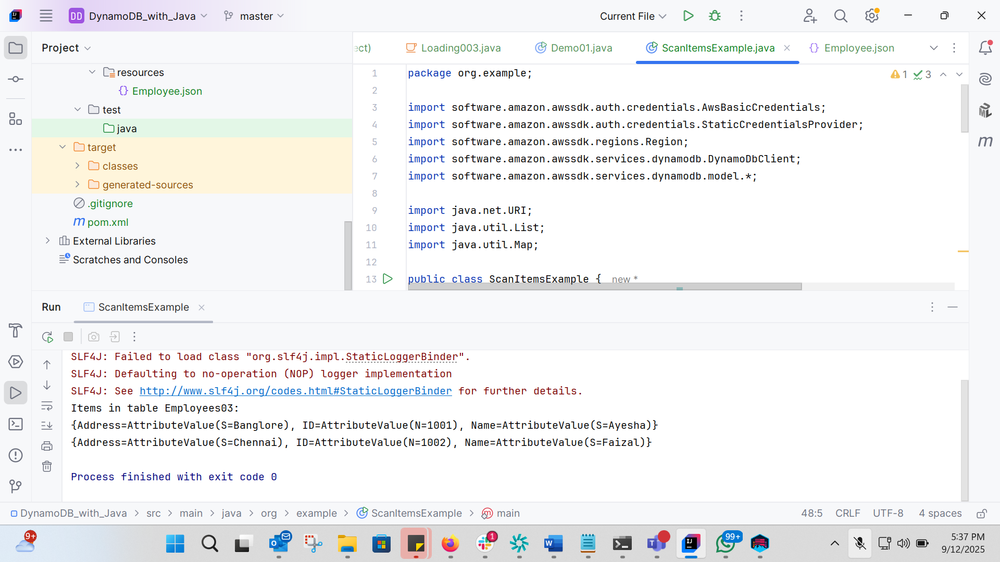 DD DynamoDB_with_Java master Current File
Project
ect) Loading003.java Demo01.java ScanItemsExample.java Employee.json
resources
Employee.json
test
java
target
classes
generated-sources
.gitignore
pom.xml
External Libraries
Scratches and Consoles
1 package org.example; 1 3
2
3 import software.amazon.awssdk.auth.credentials.AwsBasicCredentials;
4 import software.amazon.awssdk.auth.credentials.StaticCredentialsProvider;
5 import software.amazon.awssdk.regions.Region;
6 import software.amazon.awssdk.services.dynamodb.DynamoDbClient;
7 import software.amazon.awssdk.services.dynamodb.model.*;
8
9 import java.net.URI;
10 import java.util.List;
11 import java.util.Map;
12
13 public class ScanItemsExample { new *
Run ScanItemsExample
SLF4J: Failed to load class "org.slf4j.impl.StaticLoggerBinder".
SLF4J: Defaulting to no-operation (NOP) logger implementation
SLF4J: See http://www.slf4j.org/codes.html#StaticLoggerBinder for further details.
Items in table Employees03:
{Address=AttributeValue(S=Banglore), ID=AttributeValue(N=1001), Name=AttributeValue(S=Ayesha)}
{Address=AttributeValue(S=Chennai), ID=AttributeValue(N=1002), Name=AttributeValue(S=Faizal)}
Process finished with exit code 0
DynamoDB_with_Java > src > main > java > org > example > ScanItemsExample > main 48:5 CRLF UTF-8 4 spaces
9+ 1 99+
5:37 PM
9/12/2025